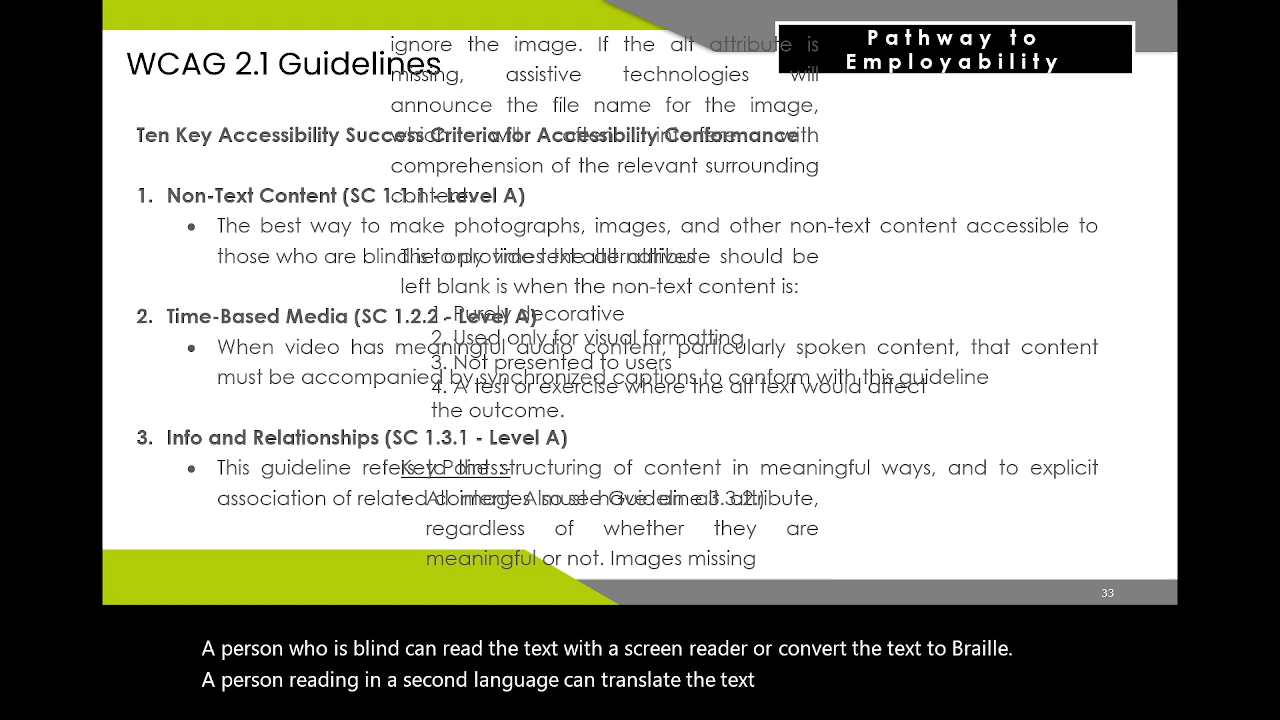 Pathway to
Employability
WCAG 2.1 Guidelines
Ten Key Accessibility Success Criteria for Accessibility Conformance
1. Non-Text Content (SC 1.1.1 - Level A)
• The best way to make photographs, images, and other non-text content accessible to
those who are blind is to provide text alternatives
2. Time-Based Media (SC 1.2.2 - Level A)
• When video has meaningful audio content, particularly spoken content, that content
must be accompanied by synchronized captions to conform with this guideline
3. Info and Relationships (SC 1.3.1 - Level A)
• This guideline refers to the structuring of content in meaningful ways, and to explicit
association of related content. Also see Guideline 3.3.2.)
ignore the image. If the alt attribute is
missing, assistive technologies will
announce the file name for the image,
which will often interfere with
comprehension of the relevant surrounding
content.
The only time the alt attribute should be
left blank is when the non-text content is:
1. Purely decorative
2. Used only for visual formatting
3. Not presented to users
4. A test or exercise where the alt text would affect
the outcome.
Key Points:-
• All images must have an alt attribute,
regardless of whether they are
meaningful or not. Images missing
33
A person who is blind can read the text with a screen reader or convert the text to Braille.
A person reading in a second language can translate the text